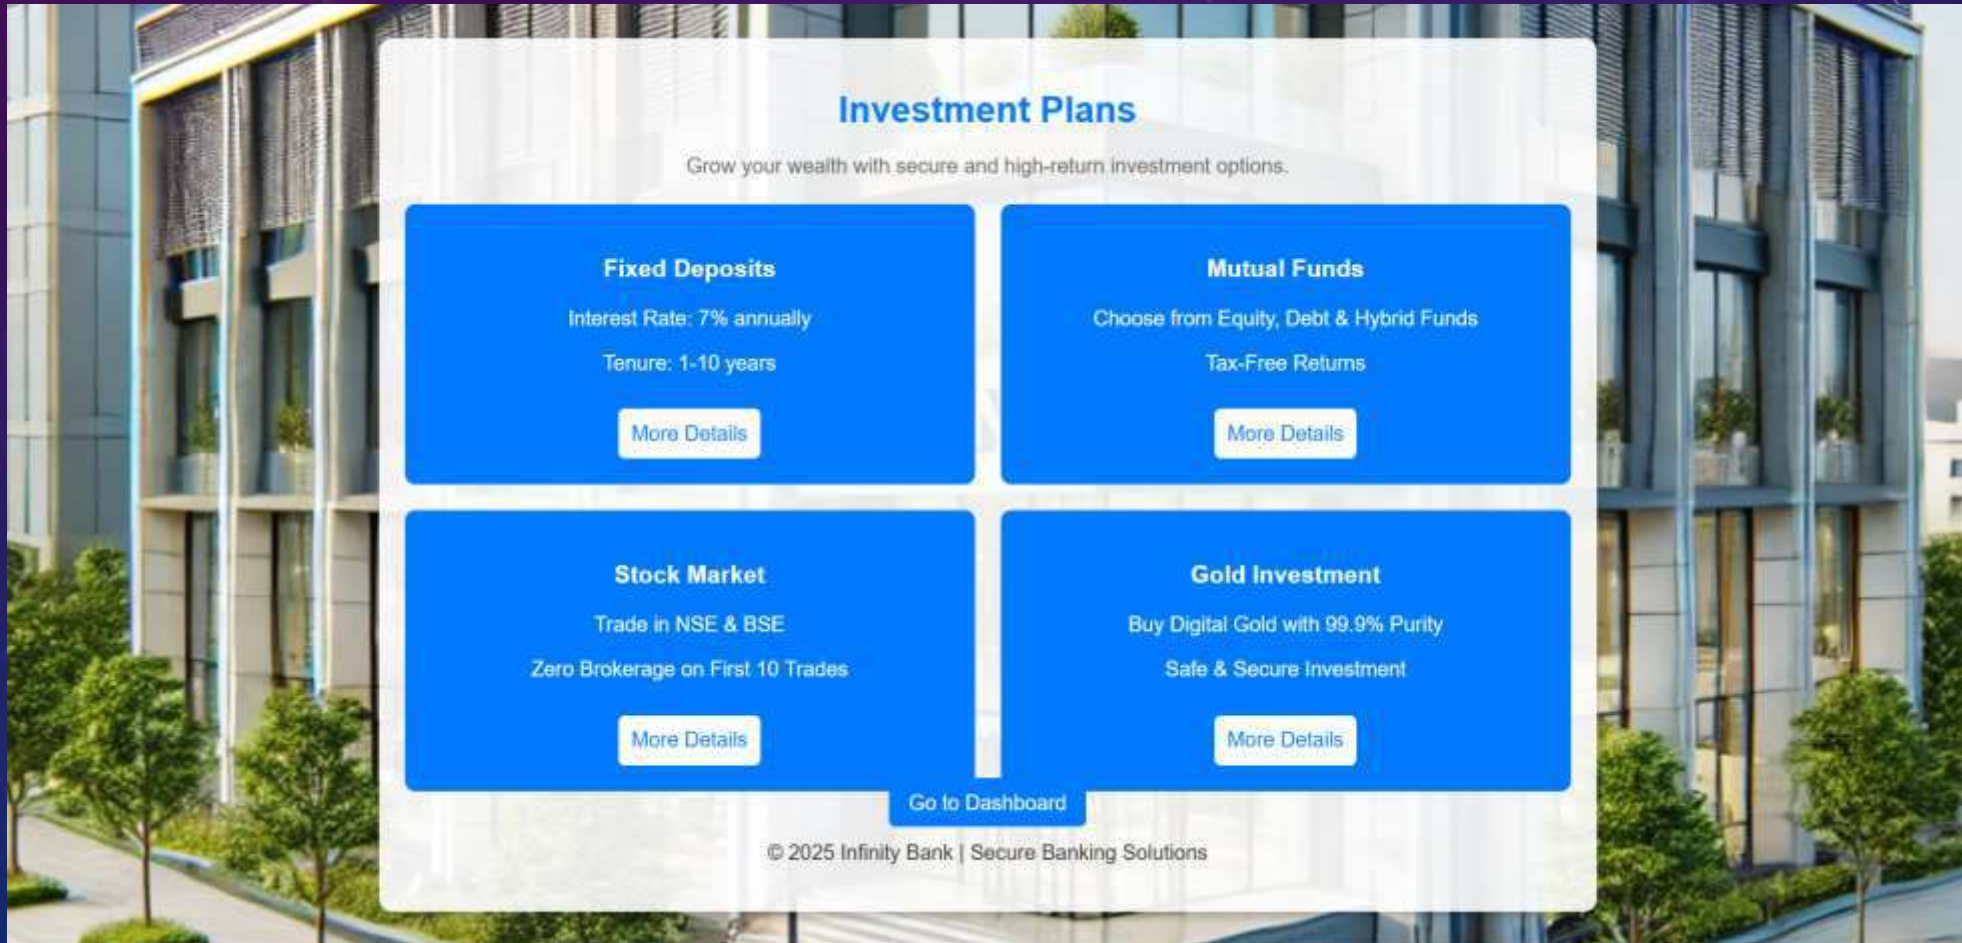 Investment Plans
Grow your wealth with secure and high-return investment options.
Fixed Deposits
Interest Rate: 7% annually
Tenure: 1-10 years
More Details
Mutual Funds
Choose from Equity, Debt & Hybrid Funds
Tax-Free Returns
More Details
Stock Market
Trade in NSE & BSE
Zero Brokerage on First 10 Trades
More Details
Gold Investment
Buy Digital Gold with 99.9% Purity
Safe & Secure Investment
More Details
Go to Dashboard
© 2025 Infinity Bank | Secure Banking Solutions